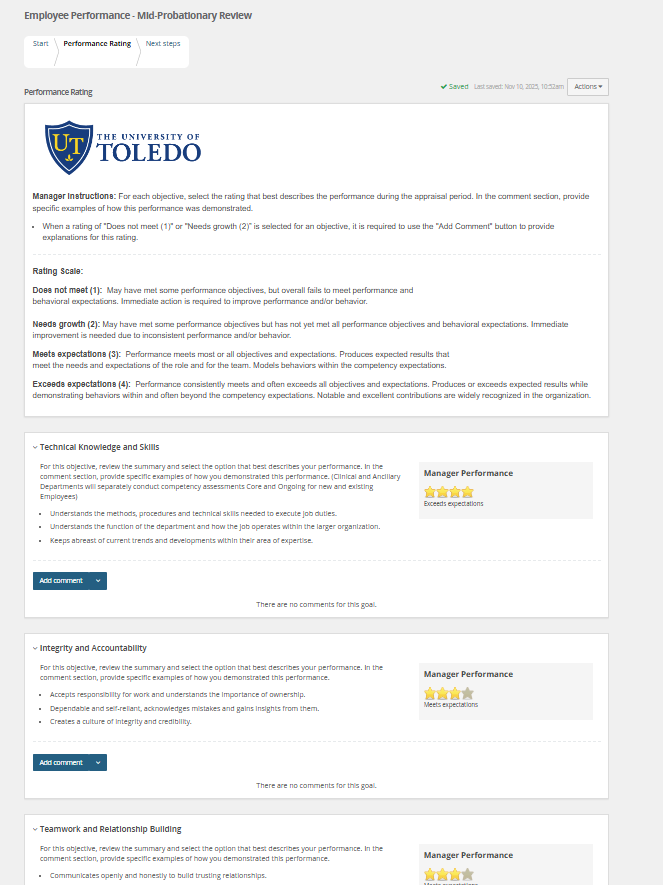 Employee Performance - Mid-Probationary Review
Start
Performance Rating
Next steps
Performance Rating
Saved
Last saved: Nov 10, 2025, 10:52am
Actions
UT
THE UNIVERSITY OF
TOLEDO
Manager Instructions: For each objective, select the rating that best describes the performance during the appraisal period. In the comment section, provide
specific examples of how this performance was demonstrated.
• When a rating of "Does not meet (1)" or "Needs growth (2)" is selected for an objective, it is required to use the "Add Comment" button to provide
explanations for this rating.
Rating Scale:
Does not meet (1): May have met some performance objectives, but overall fails to meet performance and
behavioral expectations. Immediate action is required to improve performance and/or behavior.
Needs growth (2): May have met some performance objectives but has not yet met all performance objectives and behavioral expectations. Immediate
improvement is needed due to inconsistent performance and/or behavior.
Meets expectations (3): Performance meets most or all objectives and expectations. Produces expected results that
meet the needs and expectations of the role and for the team. Models behaviors within the competency expectations.
Exceeds expectations (4): Performance consistently meets and often exceeds all objectives and expectations. Produces or exceeds expected results while
demonstrating behaviors within and often beyond the competency expectations. Notable and excellent contributions are widely recognized in the organization.
Technical Knowledge and Skills
For this objective, review the summary and select the option that best describes your performance. In the
comment section, provide specific examples of how you demonstrated this performance. (Clinical and Ancillary
Departments will separately conduct competency assessments Core and Ongoing for new and existing
Employees)
• Understands the methods, procedures and technical skills needed to execute job duties.
• Understands the function of the department and how the job operates within the larger organization.
• Keeps abreast of current trends and developments within their area of expertise.
Manager Performance
Exceeds expectations
Add comment
There are no comments for this goal.
Integrity and Accountability
For this objective, review the summary and select the option that best describes your performance. In the
comment section, provide specific examples of how you demonstrated this performance.
• Accepts responsibility for work and understands the importance of ownership.
• Dependable and self-reliant, acknowledges mistakes and gains insights from them.
• Creates a culture of integrity and credibility.
Manager Performance
Meets expectations
Add comment
There are no comments for this goal.
Teamwork and Relationship Building
For this objective, review the summary and select the option that best describes your performance. In the
comment section, provide specific examples of how you demonstrated this performance.
• Communicates openly and honestly to build trusting relationships.
Manager Performance